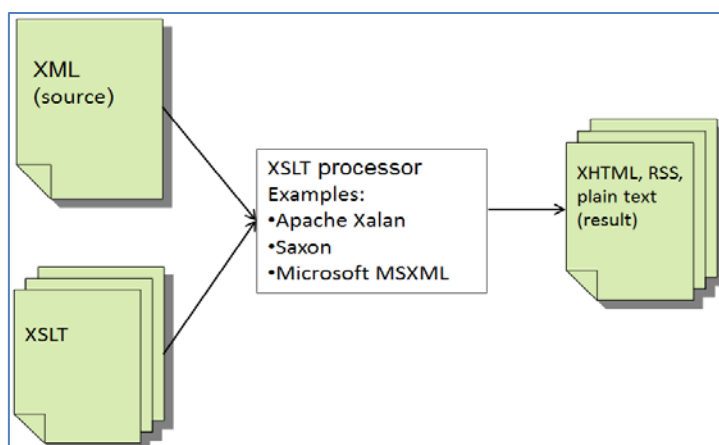 XML
(source)
XSLT
XSLT processor
Examples:
•Apache Xalan
•Saxon
•Microsoft MSXML
XHTML, RSS,
plain text
(result)